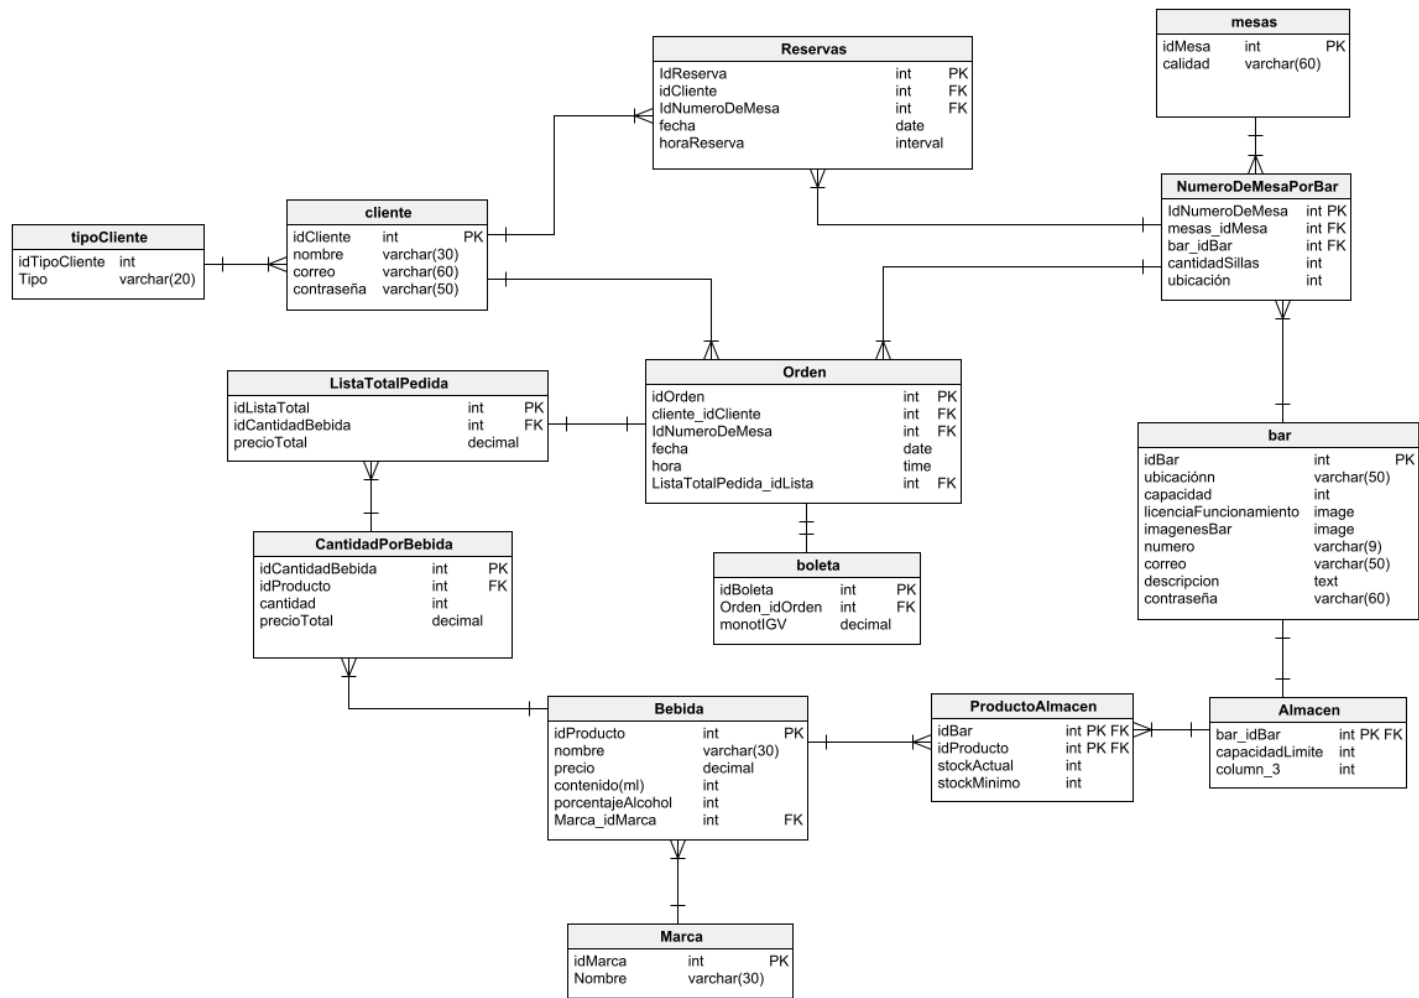 mesas
idMesa int PK
calidad varchar(60)
Reservas
IdReserva int PK
idCliente int FK
IdNumeroDeMesa int FK
fecha date
horaReserva interval
NumeroDeMesaPorBar
IdNumeroDeMesa int PK
mesas_idMesa int FK
bar_idBar int FK
cantidadSillas int
ubicación int
cliente
idCliente int PK
nombre varchar(30)
correo varchar(60)
contraseña varchar(50)
tipoCliente
idTipoCliente int
Tipo varchar(20)
Orden
idOrden int PK
cliente_idCliente int FK
IdNumeroDeMesa int FK
fecha date
hora time
ListaTotalPedida_idLista int FK
ListaTotalPedida
idListaTotal int PK
idCantidadBebida int FK
precioTotal decimal
bar
idBar int PK
ubicaciónn varchar(50)
capacidad int
licenciaFuncionamiento image
imagenesBar image
numero varchar(9)
correo varchar(50)
descripcion text
contraseña varchar(60)
CantidadPorBebida
idCantidadBebida int PK
idProducto int FK
cantidad int
precioTotal decimal
boleta
idBoleta int PK
Orden_idOrden int FK
monotIGV decimal
Bebida
idProducto int PK
nombre varchar(30)
precio decimal
contenido(ml) int
porcentajeAlcohol int
Marca_idMarca int FK
ProductoAlmacen
idBar int PK FK
idProducto int PK FK
stockActual int
stockMinimo int
Almacen
bar_idBar int PK FK
capacidadLimite int
column_3 int
Marca
idMarca int PK
Nombre varchar(30)